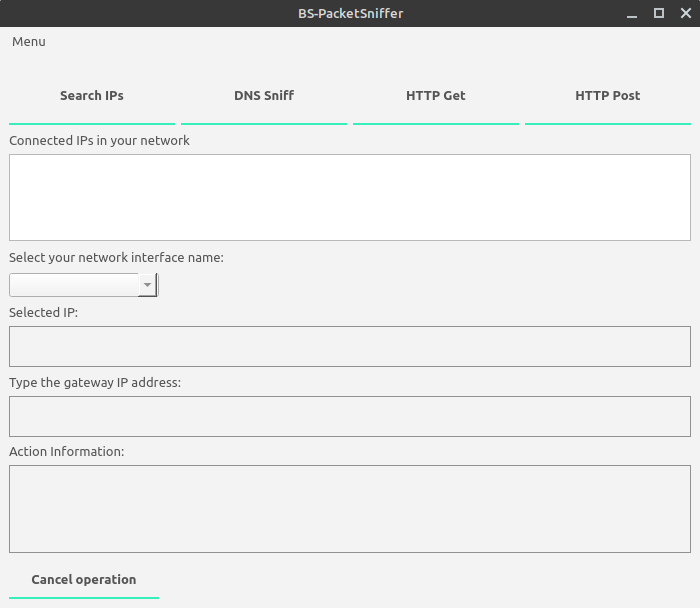 BS-PacketSniffer
Menu
Search IPs DNS Sniff HTTP Get HTTP Post
Connected IPs in your network
Select your network interface name:
Selected IP:
Type the gateway IP address:
Action Information:
Cancel operation